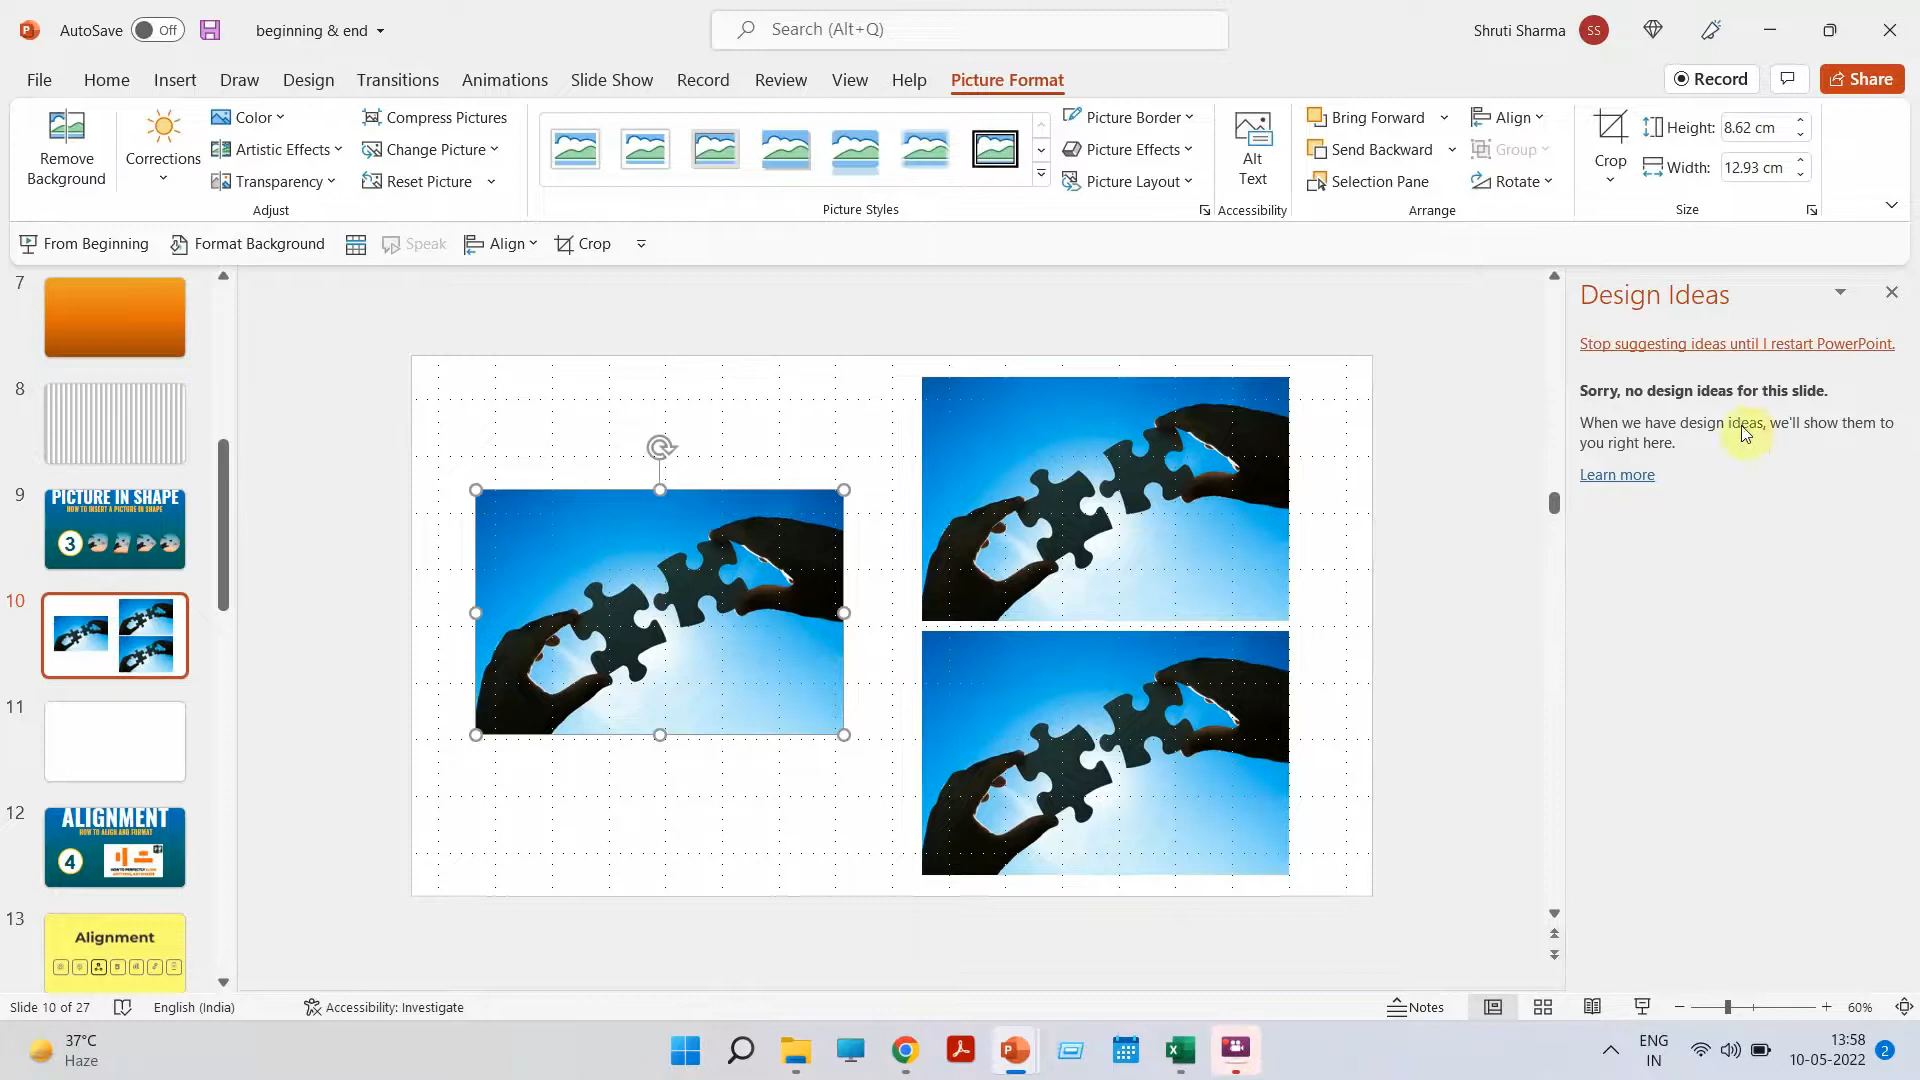 AutoSave Off beginning & end Search (Alt+Q) Shruti Sharma SS
File Home Insert Draw Design Transitions Animations Slide Show Record Review View Help Picture Format Record Share
Remove Background
Corrections
Color
Artistic Effects
Transparency
Compress Pictures
Change Picture
Reset Picture
Adjust
Picture Styles
Picture Border
Picture Effects
Picture Layout
Alt Text
Accessibility
Bring Forward
Send Backward
Selection Pane
Align
Group
Rotate
Arrange
Crop
Height: 8.62 cm
Width: 12.93 cm
Size
From Beginning Format Background Speak Align Crop
7
8
9
PICTURE IN SHAPE
HOW TO INSERT A PICTURE IN SHAPE
3
10
11
12
ALIGNMENT
HOW TO ALIGN AND FORMAT
4
13
Alignment
Design Ideas
Stop suggesting ideas until I restart PowerPoint.
Sorry, no design ideas for this slide.
When we have design ideas, we'll show them to
you right here.
Learn more
Slide 10 of 27 English (India) Accessibility: Investigate Notes 60%
37°C
Haze
ENG
IN
13:58
10-05-2022
2